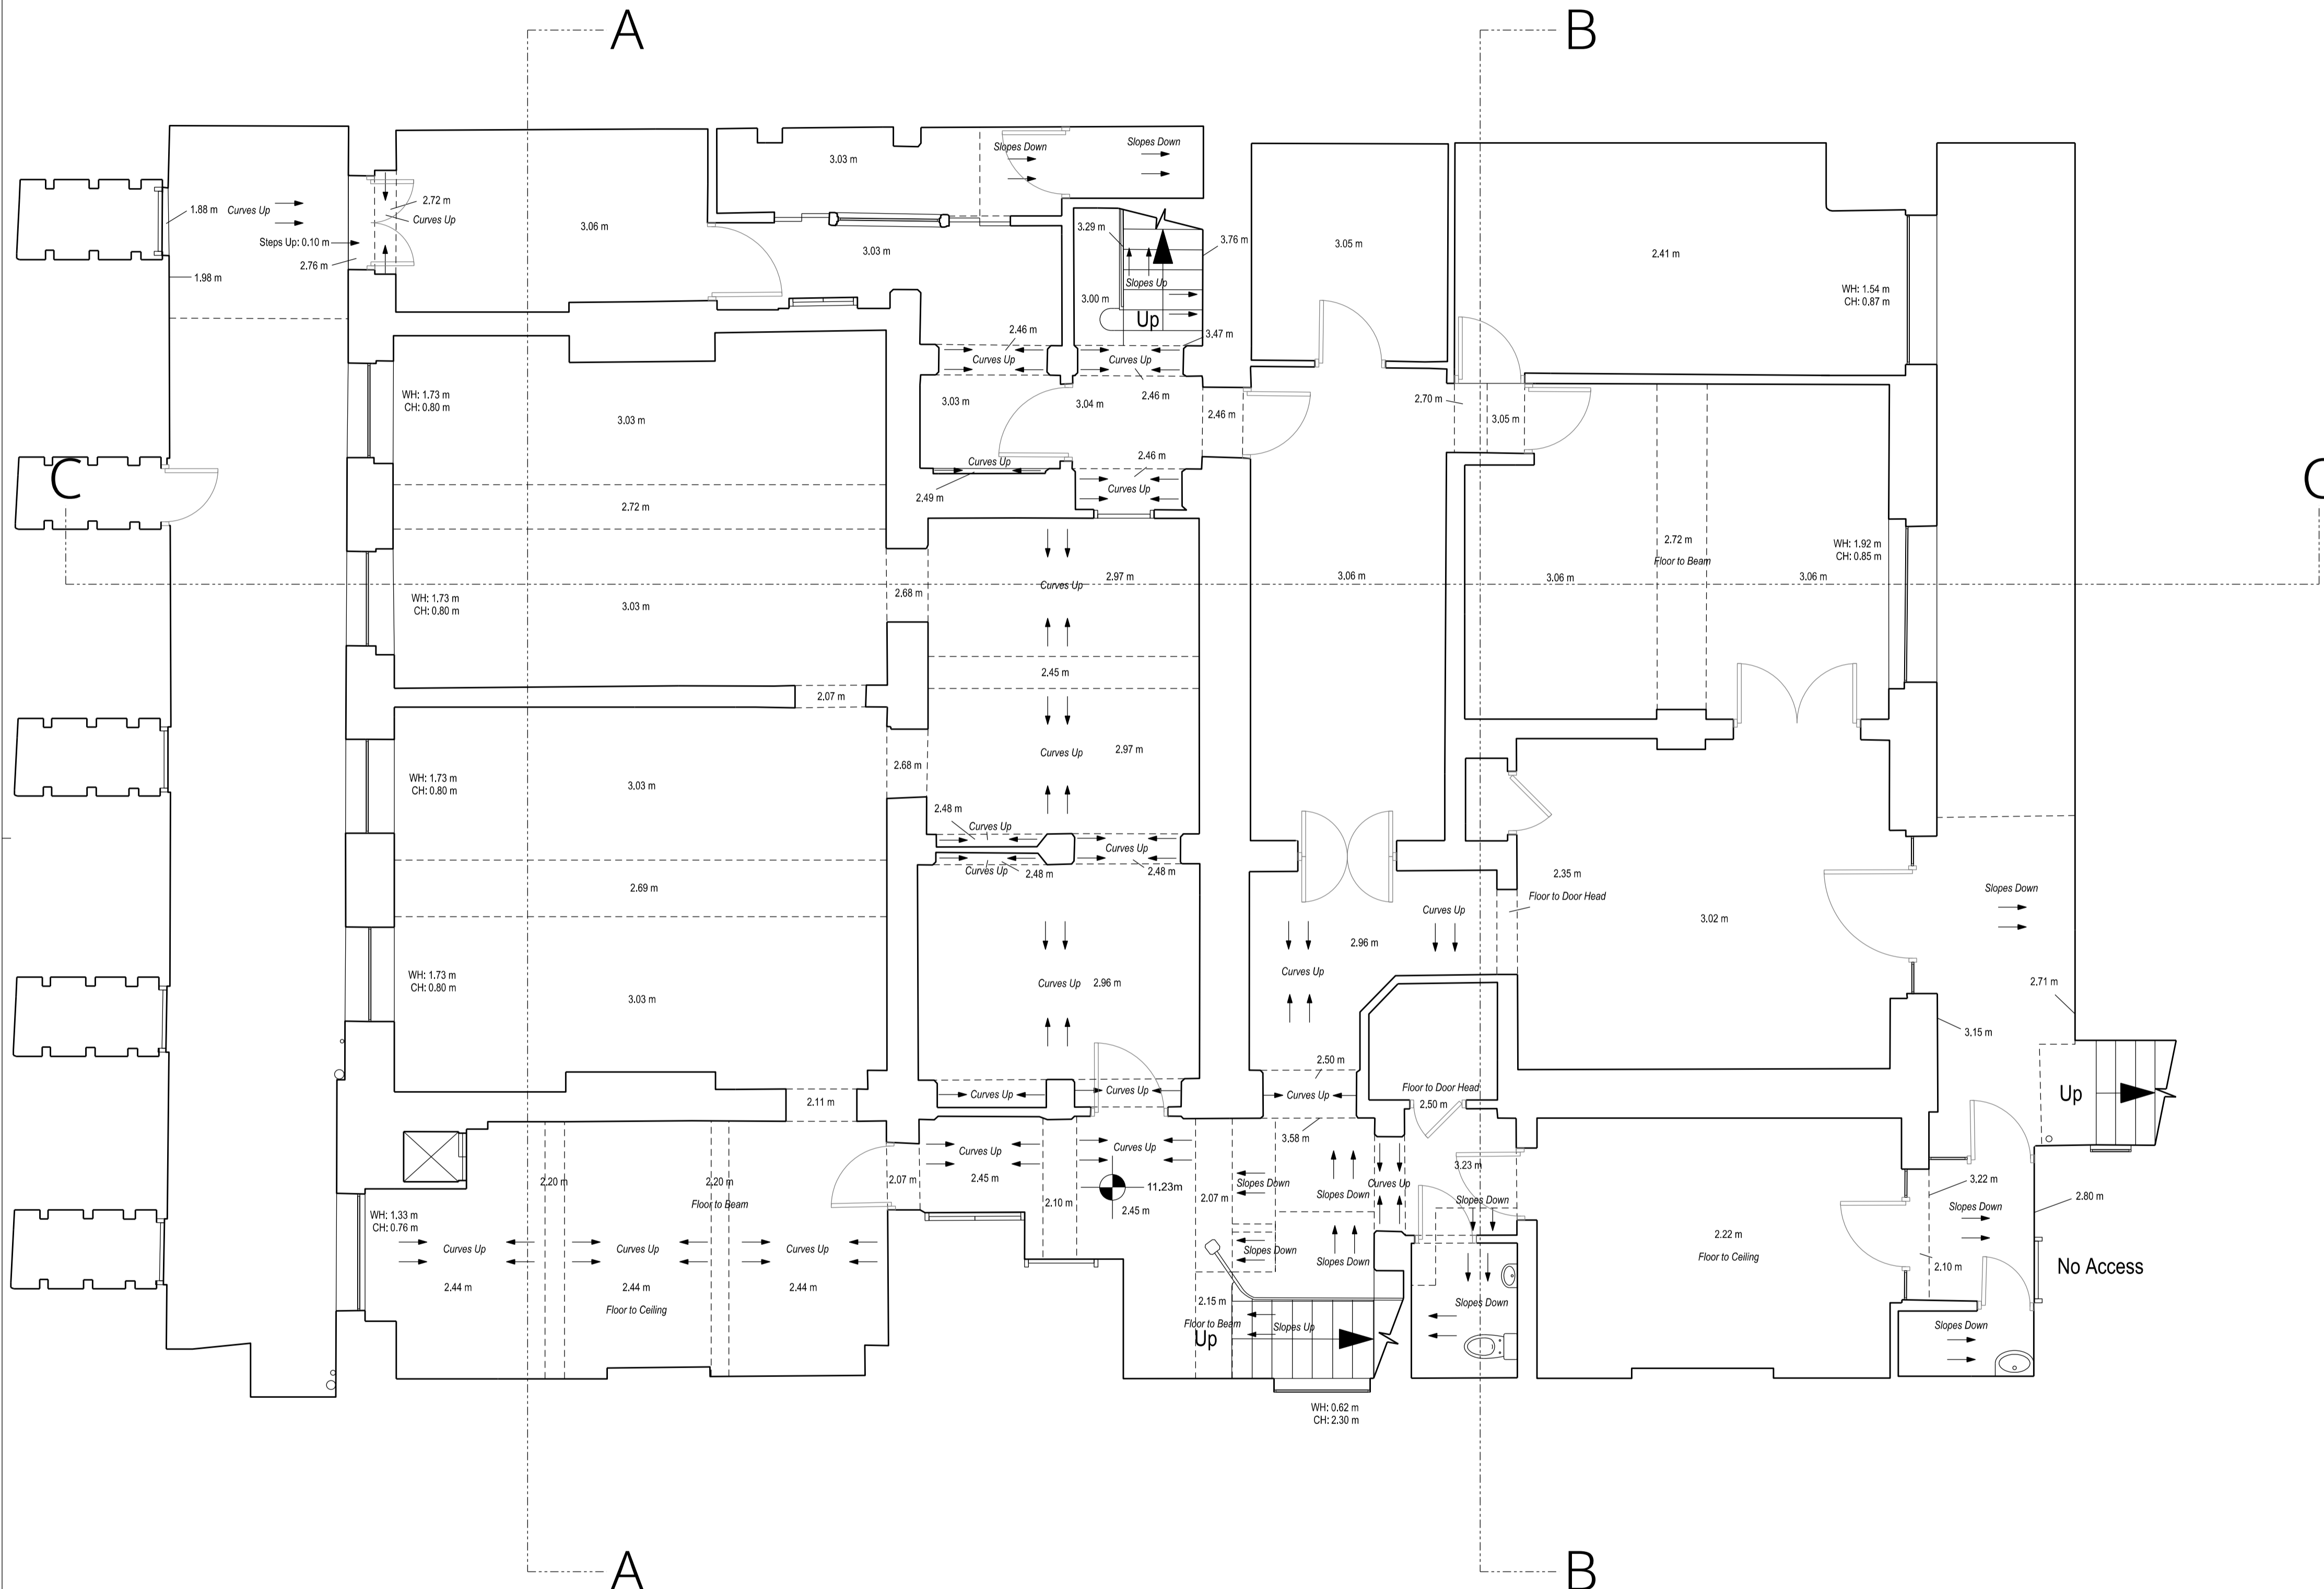 A
B
3.03 m
Slopes Down
Slopes Down
1.88 m
Curves Up
2.72 m
Curves Up
3.06 m
3.29 m
3.76 m
3.05 m
Steps Up: 0.10 m
2.76 m
3.03 m
2.41 m
1.98 m
Slopes Up
3.00 m
WH: 1.54 m
CH: 0.87 m
Up
2.46 m
3.47 m
Curves Up
Curves Up
WH: 1.73 m
CH: 0.80 m
3.03 m
3.03 m
3.04 m
2.46 m
2.46 m
2.70 m
3.05 m
C
Curves Up
2.46 m
C
2.49 m
Curves Up
2.72 m
2.72 m
Floor to Beam
WH: 1.92 m
CH: 0.85 m
2.97 m
Curves Up
3.06 m
3.06 m
3.06 m
WH: 1.73 m
CH: 0.80 m
3.03 m
2.68 m
2.45 m
2.07 m
Curves Up
2.97 m
2.68 m
WH: 1.73 m
CH: 0.80 m
3.03 m
2.48 m
Curves Up
Curves Up
Curves Up
2.48 m
2.48 m
2.69 m
2.35 m
Floor to Door Head
Slopes Down
Curves Up
3.02 m
2.96 m
Curves Up
WH: 1.73 m
CH: 0.80 m
3.03 m
Curves Up
2.96 m
2.71 m
3.15 m
2.50 m
Curves Up
Curves Up
Curves Up
Floor to Door Head
2.50 m
2.11 m
Up
3.58 m
Curves Up
Curves Up
2.20 m
2.20 m
Floor to Beam
2.07 m
2.45 m
2.10 m
11.23m
2.45 m
2.07 m
Slopes Down
Slopes Down
Curves Up
3.23 m
Slopes Down
3.22 m
Slopes Down
2.80 m
WH: 1.33 m
CH: 0.76 m
Curves Up
Curves Up
Curves Up
Slopes Down
Slopes Down
2.22 m
Floor to Ceiling
2.10 m
No Access
2.44 m
2.44 m
Floor to Ceiling
2.44 m
2.15 m
Floor to Beam
Up
Slopes Up
Slopes Down
Slopes Down
WH: 0.62 m
CH: 2.30 m
A
B